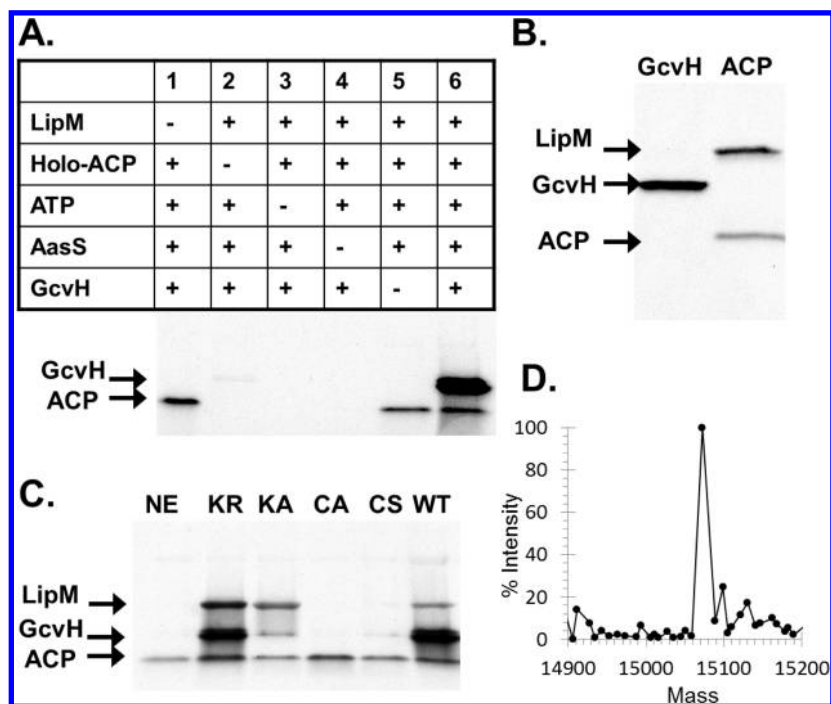 A.
1 2 3 4 5 6
LipM - + + + + +
Holo-ACP + - + + + +
ATP + + - + + +
AasS + + + - + +
GcvH + + + + - +
GcvH
ACP
B.
GcvH ACP
LipM
GcvH
ACP
C.
NE KR KA CA CS WT
LipM
GcvH
ACP
D.
% Intensity
100
80
60
40
20
0
14900 15000 15100 15200
Mass